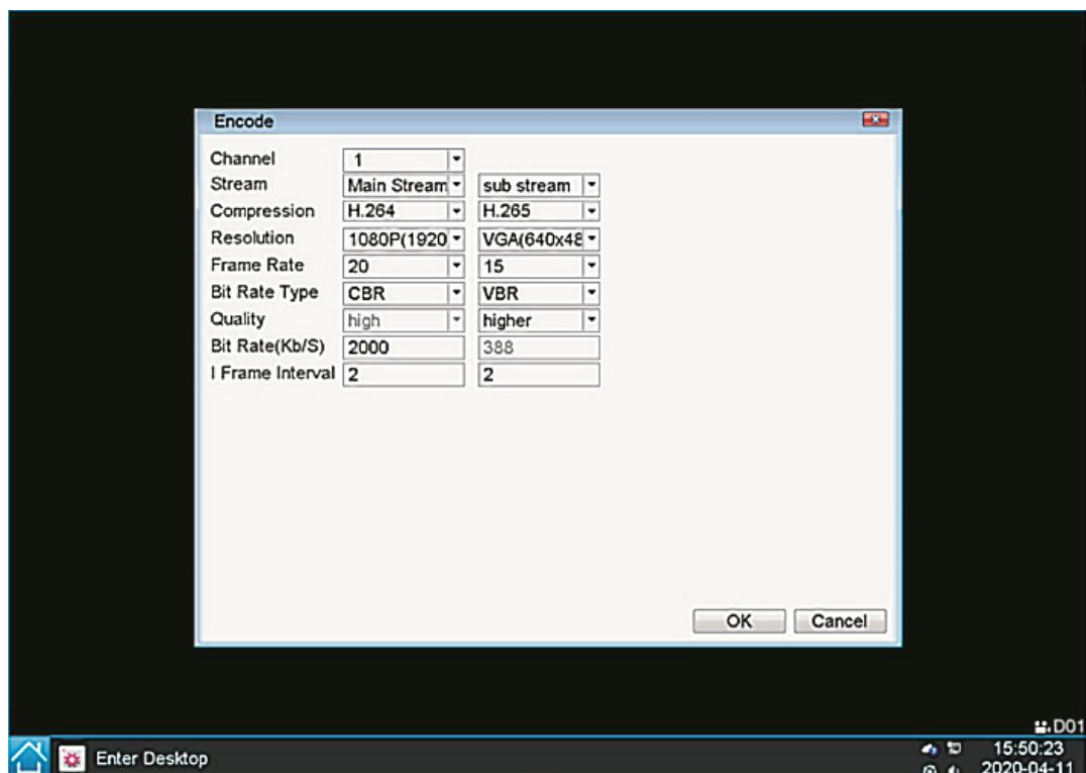 Encode
Channel 1
Stream Main Stream sub stream
Compression H.264 H.265
Resolution 1080P(1920 VGA(640x48
Frame Rate 20 15
Bit Rate Type CBR VBR
Quality high higher
Bit Rate(Kb/S) 2000 388
I Frame Interval 2 2
OK Cancel
D01
Enter Desktop 15:50:23
2020-04-11